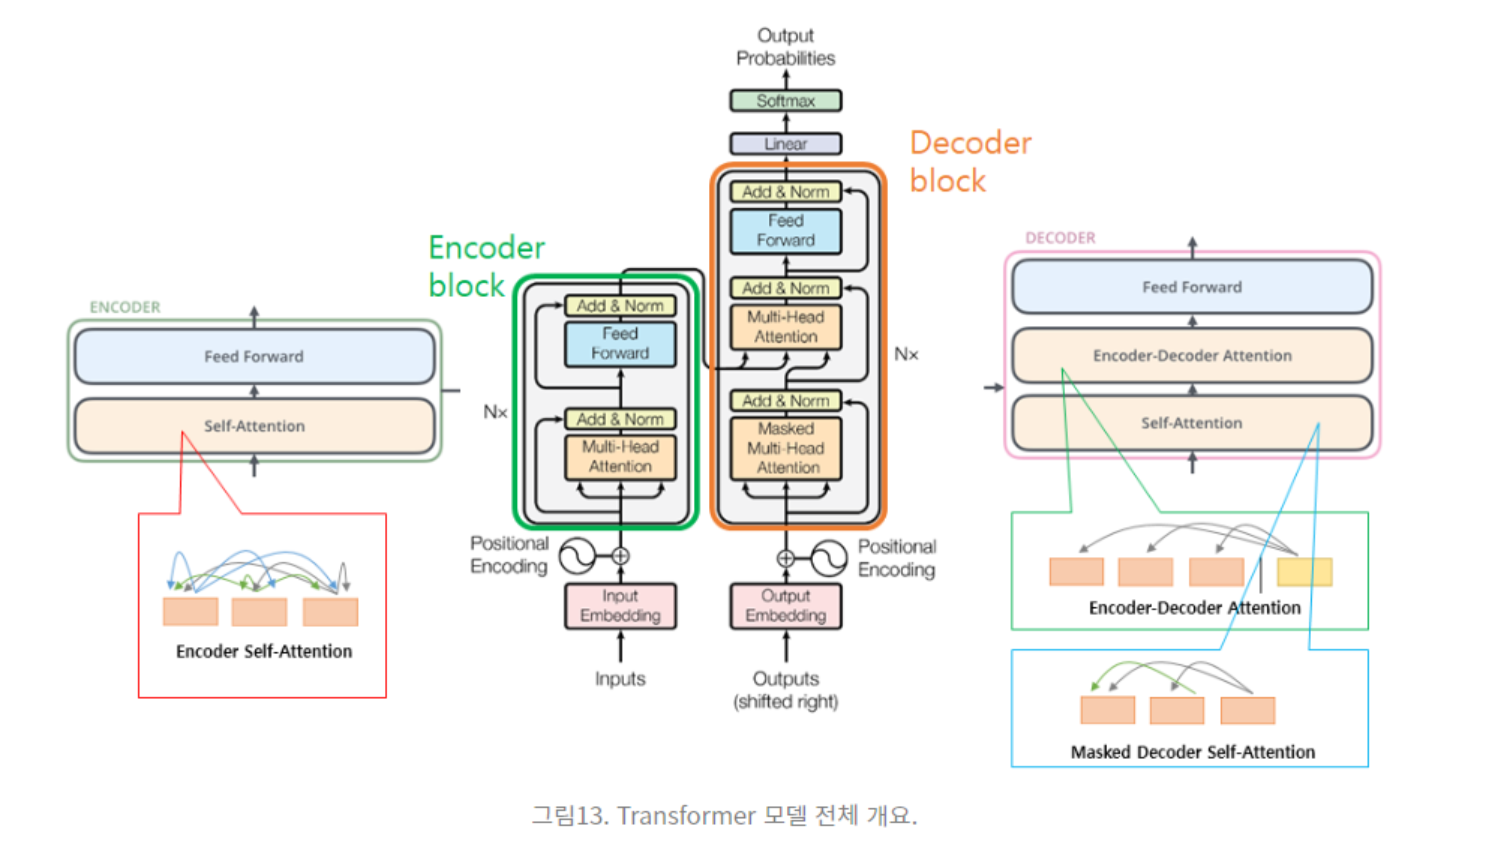 ENCODER
Feed Forward
Self-Attention
Encoder Self-Attention
Encoder
block
Add & Norm
Feed
Forward
Nx
Add & Norm
Multi-Head
Attention
Positional
Encoding
Input
Embedding
Inputs
Output
Probabilities
Softmax
Linear
Decoder
block
Add & Norm
Feed
Forward
Add & Norm
Multi-Head
Attention
Nx
Add & Norm
Masked
Multi-Head
Attention
Positional
Encoding
Output
Embedding
Outputs
(shifted right)
DECODER
Feed Forward
Encoder-Decoder Attention
Self-Attention
Encoder-Decoder Attention
Masked Decoder Self-Attention
그림13. Transformer 모델 전체 개요.